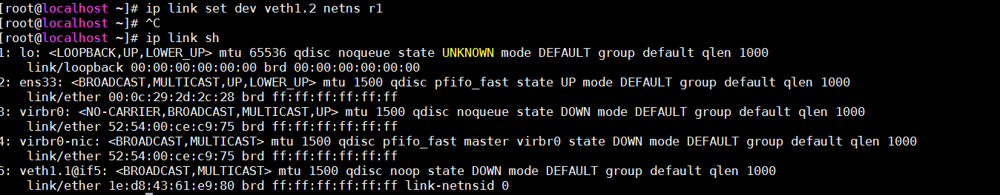 [root@localhost ~]# ip link set dev veth1.2 netns r1
[root@localhost ~]# ^C
[root@localhost ~]# ip link sh
1: lo: <LOOPBACK,UP,LOWER_UP> mtu 65536 qdisc noqueue state UNKNOWN mode DEFAULT group default qlen 1000
    link/loopback 00:00:00:00:00:00 brd 00:00:00:00:00:00
2: ens33: <BROADCAST,MULTICAST,UP,LOWER_UP> mtu 1500 qdisc pfifo_fast state UP mode DEFAULT group default qlen 1000
    link/ether 00:0c:29:2d:2c:28 brd ff:ff:ff:ff:ff:ff
3: virbr0: <NO-CARRIER,BROADCAST,MULTICAST,UP> mtu 1500 qdisc noqueue state DOWN mode DEFAULT group default qlen 1000
    link/ether 52:54:00:ce:c9:75 brd ff:ff:ff:ff:ff:ff
4: virbr0-nic: <BROADCAST,MULTICAST> mtu 1500 qdisc pfifo_fast master virbr0 state DOWN mode DEFAULT group default qlen 1000
    link/ether 52:54:00:ce:c9:75 brd ff:ff:ff:ff:ff:ff
6: veth1.1@if5: <BROADCAST,MULTICAST> mtu 1500 qdisc noop state DOWN mode DEFAULT group default qlen 1000
    link/ether 1e:d8:43:61:e9:80 brd ff:ff:ff:ff:ff:ff link-netnsid 0